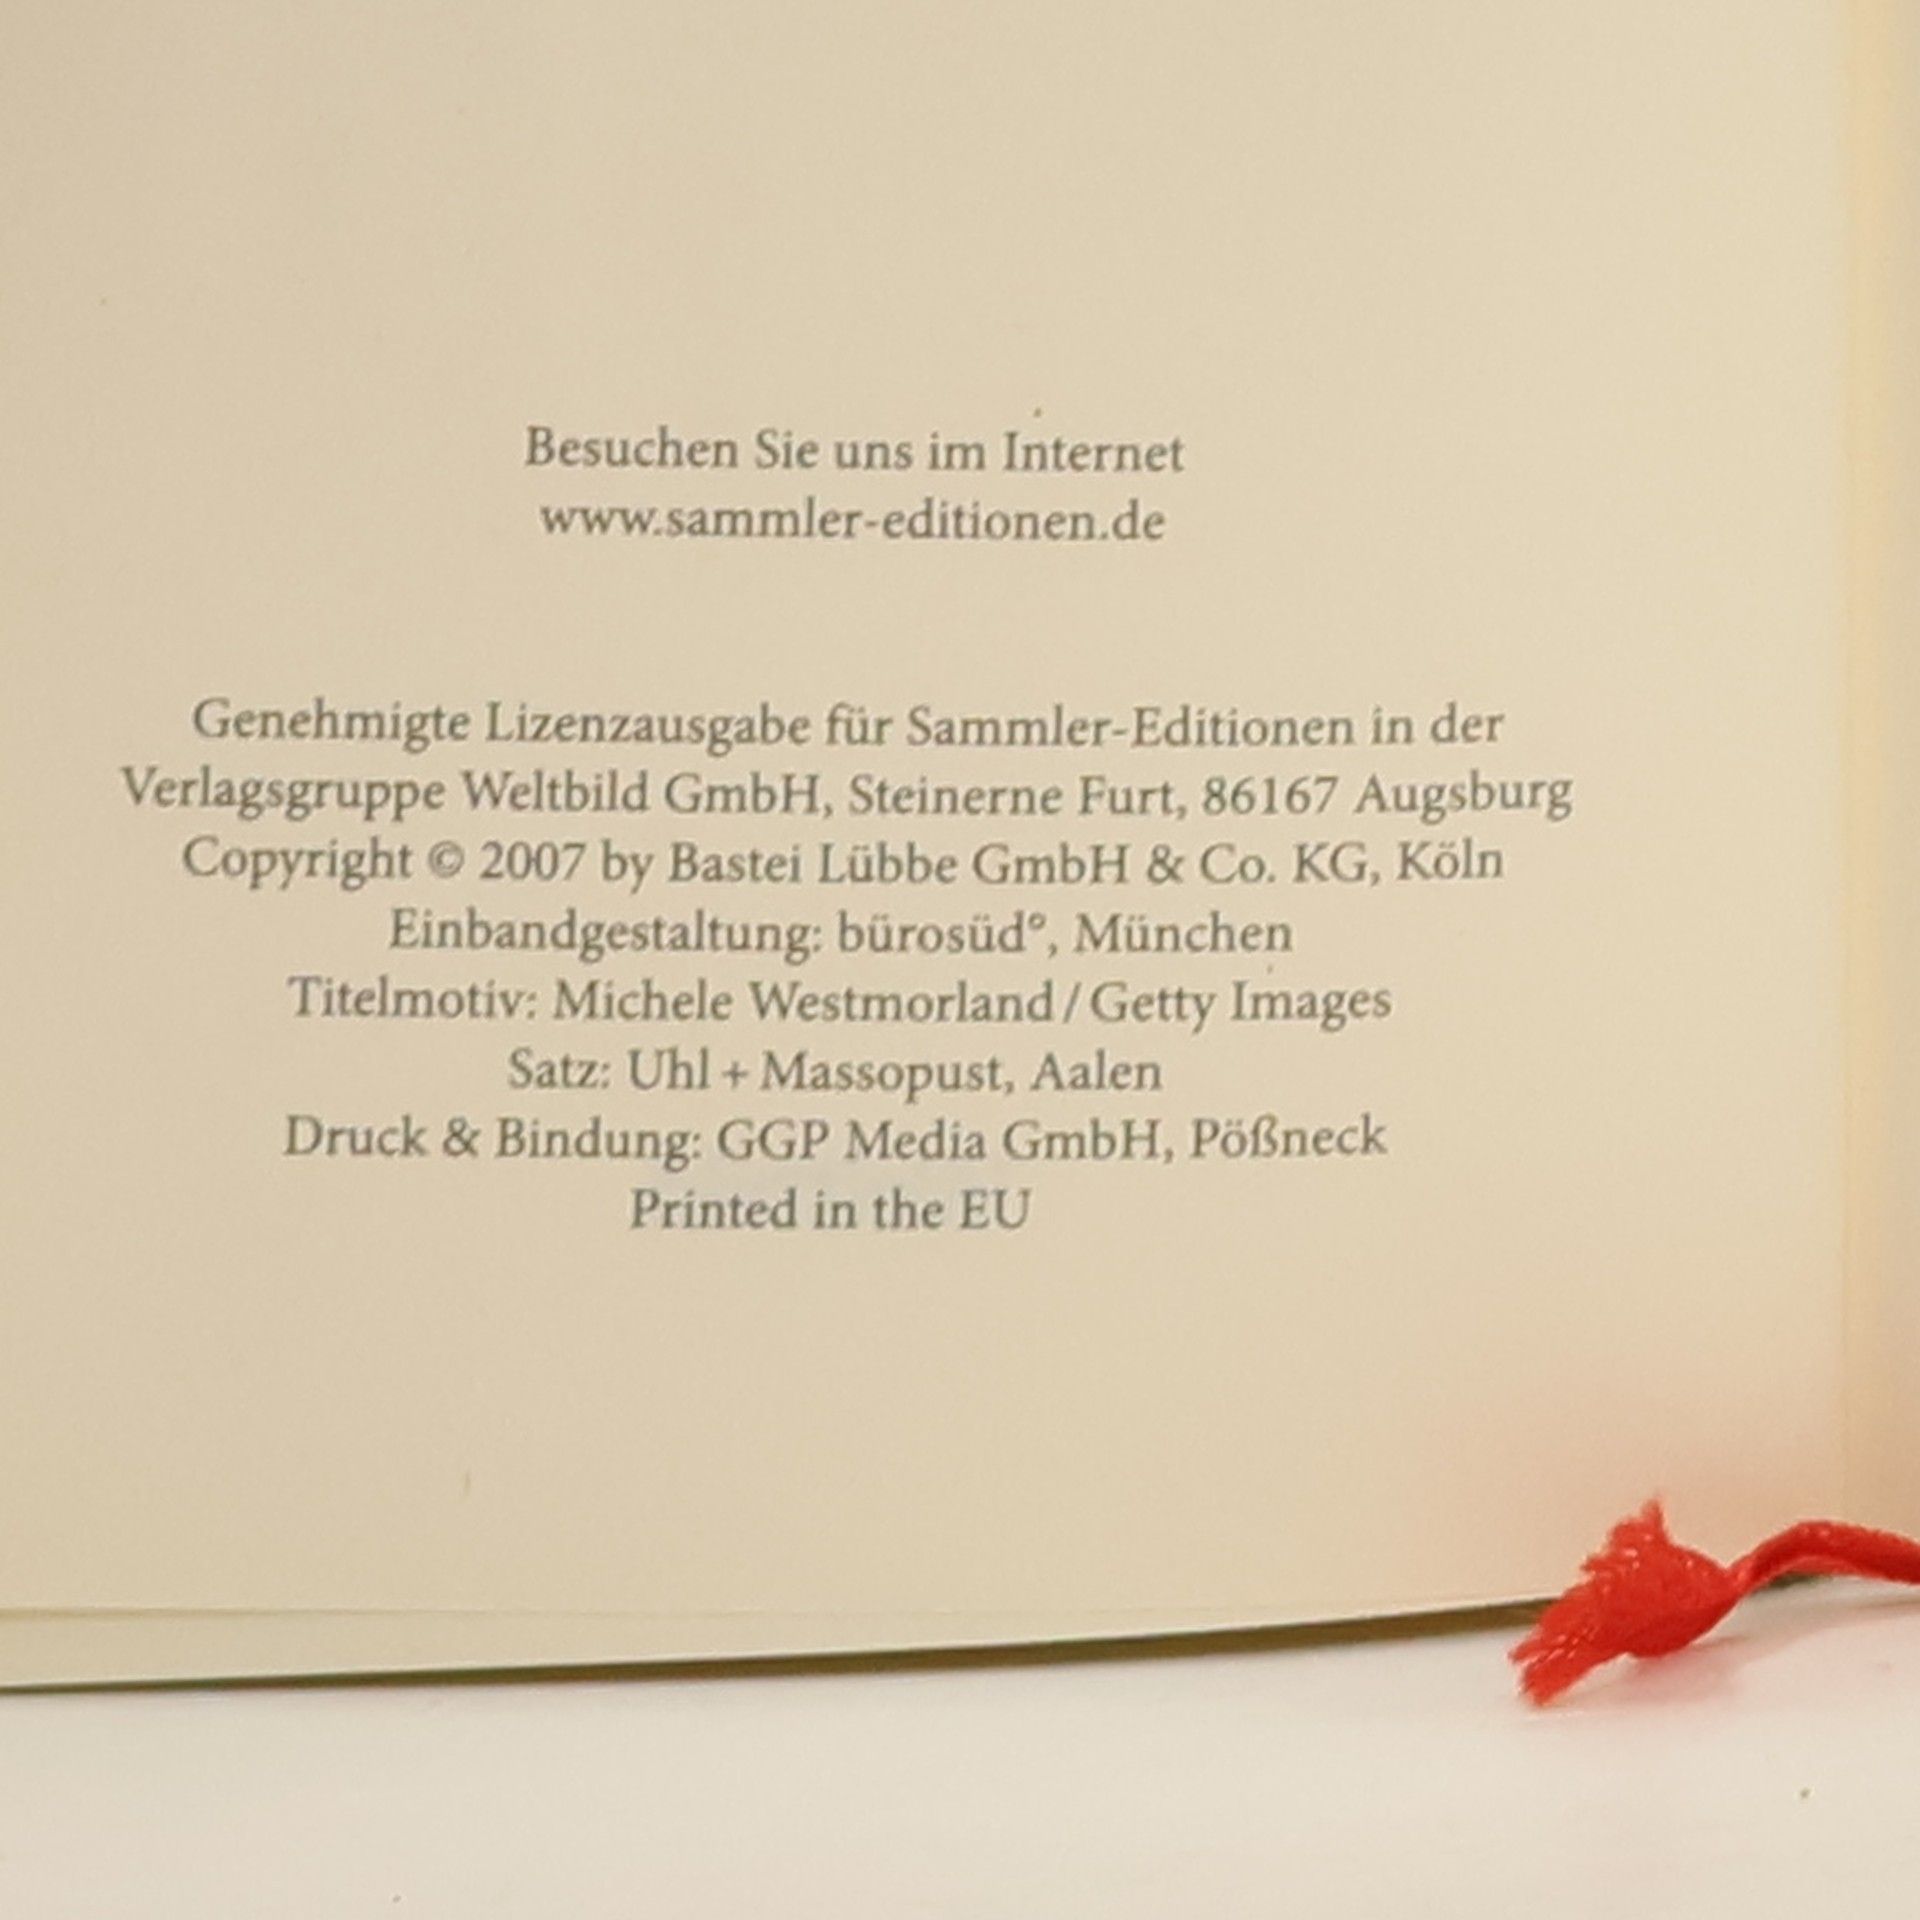 Besuchen Sie uns im Internet
www.sammler-editionen.de
Genehmigte Lizenzausgabe für Sammler-Editionen in der
Verlagsgruppe Weltbild GmbH, Steinerne Furt, 86167 Augsburg
Copyright © 2007 by Bastei Lübbe GmbH & Co. KG, Köln
Einbandgestaltung: bürosüd°, München
Titelmotiv: Michele Westmorland / Getty Images
Satz: Uhl + Massopust, Aalen
Druck & Bindung: GGP Media GmbH, Pößneck
Printed in the EU